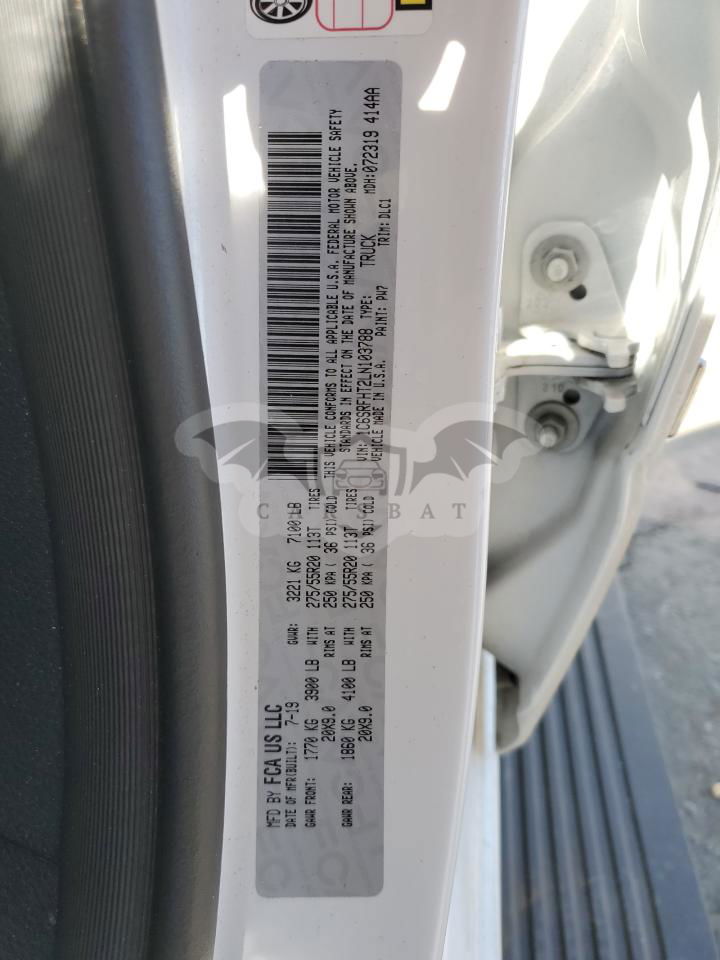 MFD BY FCA US LLC
DATE OF MFR(BUILT): 7-19 GVWR: 3221 KG 7100 LB
GAWR FRONT: 1770 KG 3900 LB WITH 275/55R20 113T TIRES
20X9.0 RIMS AT 250 KPA ( 36 PSI) COLD
GAWR REAR: 1860 KG 4100 LB WITH 275/55R20 113T TIRES
20X9.0 RIMS AT 250 KPA ( 36 PSI) COLD
THIS VEHICLE CONFORMS TO ALL APPLICABLE U.S.A. FEDERAL MOTOR VEHICLE SAFETY
STANDARDS IN EFFECT ON THE DATE OF MANUFACTURE SHOWN ABOVE.
VIN: 1C6SRFHT2LN103788 TYPE: TRUCK MDH:072319 414AA
VEHICLE MADE IN U.S.A. PAINT: PW7 TRIM: DLC1
CARSBAT